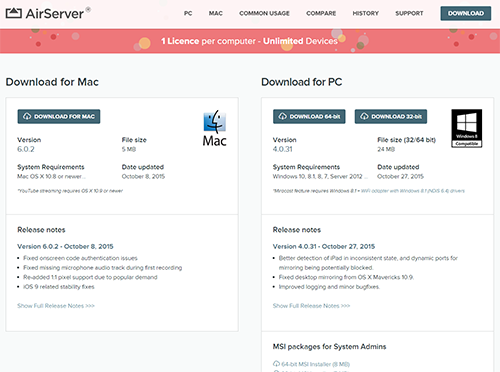 AirServer®
PC MAC COMMON USAGE COMPARE HISTORY SUPPORT DOWNLOAD
1 Licence per computer - Unlimited Devices
Download for Mac
DOWNLOAD FOR MAC
Mac
Version
6.0.2
File size
5 MB
System Requirements
Mac OS X 10.8 or newer...
Date updated
October 8, 2015
*YouTube streaming requires OS X 10.9 or newer
Release notes
Version 6.0.2 - October 8, 2015
• Fixed onscreen code authentication issues
• Fixed missing microphone audio track during first recording
• Re-added 1:1 pixel support due to popular demand
• iOS 9 related stability fixes
Show Full Release Notes >>>
Download for PC
DOWNLOAD 64-bit
DOWNLOAD 32-bit
Windows 8
Compatible
Version
4.0.31
File size (32/64 bit)
24 MB
System Requirements
Windows 10, 8.1, 8, 7, Server 2012 ...
Date updated
October 27, 2015
*Miracast feature requires Windows 8.1 + WiFi adapter with Windows 8.1 (NDIS 6.4) drivers
Release notes
Version 4.0.31 - October 27, 2015
• Better detection of iPad in inconsistent state, and dynamic ports for
mirroring being potentially blocked.
• Fixed desktop mirroring from OS X Mavericks 10.9.
• Improved logging and minor bugfixes.
Show Full Release Notes >>>
MSI packages for System Admins
64-bit MSI Installer (8 MB)